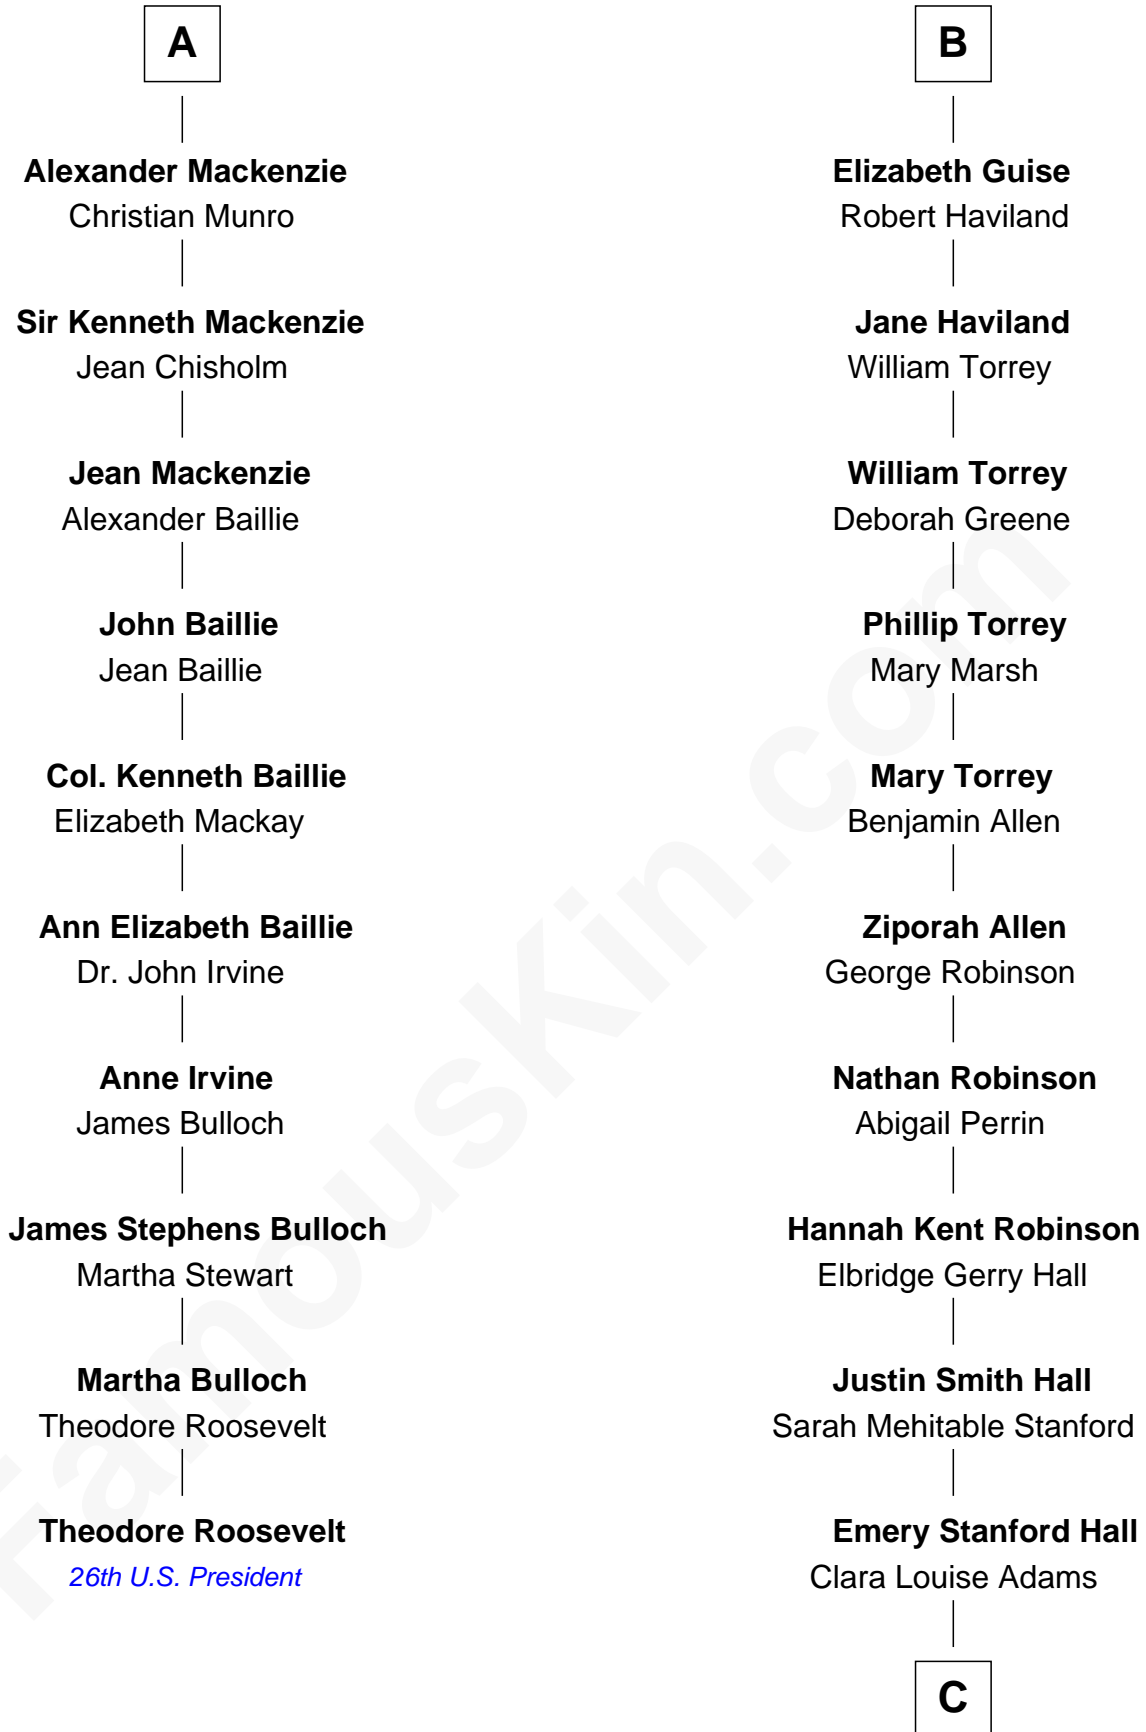 A
Alexander Mackenzie
Christian Munro
Sir Kenneth Mackenzie
Jean Chisholm
Jean Mackenzie
Alexander Baillie
John Baillie
Jean Baillie
Col. Kenneth Baillie
Elizabeth Mackay
Ann Elizabeth Baillie
Dr. John Irvine
Anne Irvine
James Bulloch
James Stephens Bulloch
Martha Stewart
Martha Bulloch
Theodore Roosevelt
Theodore Roosevelt
26th U.S. President
B
Elizabeth Guise
Robert Haviland
Jane Haviland
William Torrey
William Torrey
Deborah Greene
Phillip Torrey
Mary Marsh
Mary Torrey
Benjamin Allen
Ziporah Allen
George Robinson
Nathan Robinson
Abigail Perrin
Hannah Kent Robinson
Elbridge Gerry Hall
Justin Smith Hall
Sarah Mehitable Stanford
Emery Stanford Hall
Clara Louise Adams
C
FamousKin.com